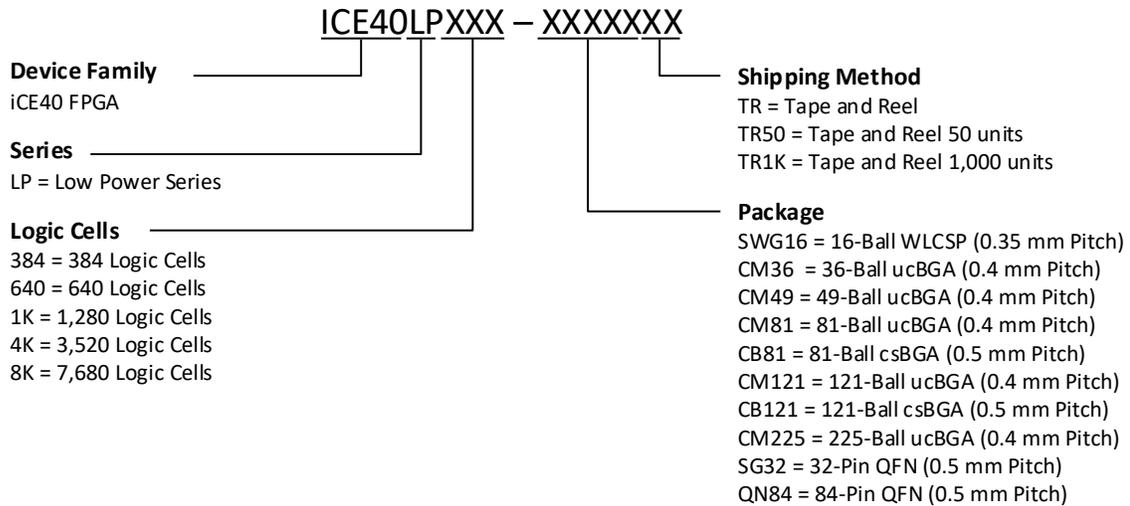 ICE40LPXXX – XXXXXXX
Device Family
iCE40 FPGA
Series
LP = Low Power Series
Logic Cells
384 = 384 Logic Cells
640 = 640 Logic Cells
1K = 1,280 Logic Cells
4K = 3,520 Logic Cells
8K = 7,680 Logic Cells
Shipping Method
TR = Tape and Reel
TR50 = Tape and Reel 50 units
TR1K = Tape and Reel 1,000 units
Package
SWG16 = 16-Ball WLCSP (0.35 mm Pitch)
CM36 = 36-Ball ucBGA (0.4 mm Pitch)
CM49 = 49-Ball ucBGA (0.4 mm Pitch)
CM81 = 81-Ball ucBGA (0.4 mm Pitch)
CB81 = 81-Ball csBGA (0.5 mm Pitch)
CM121 = 121-Ball ucBGA (0.4 mm Pitch)
CB121 = 121-Ball csBGA (0.5 mm Pitch)
CM225 = 225-Ball ucBGA (0.4 mm Pitch)
SG32 = 32-Pin QFN (0.5 mm Pitch)
QN84 = 84-Pin QFN (0.5 mm Pitch)